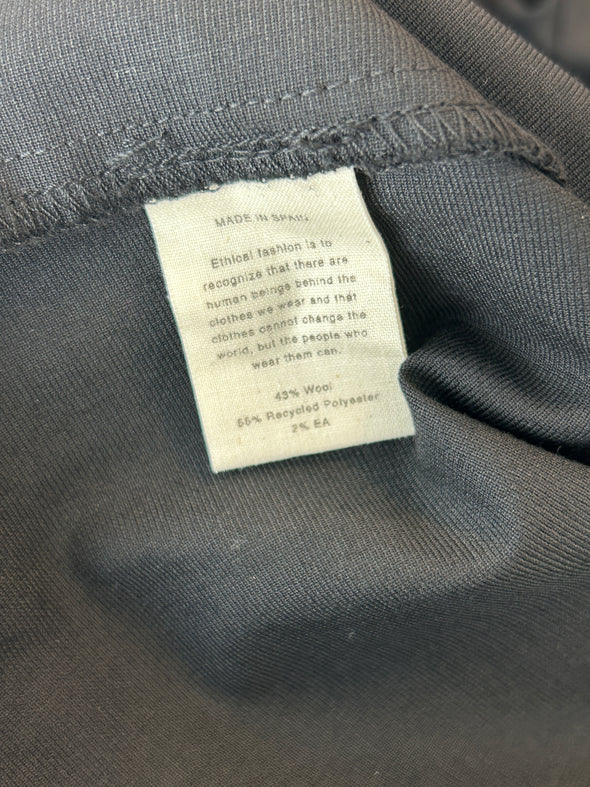 MADE IN SPAIN
Ethical fashion is to
recognize that there are
human beings behind the
clothes we wear and that
clothes cannot change the
world, but the people who
wear them can.
43% Wool
55% Recycled Polyester
2% EA